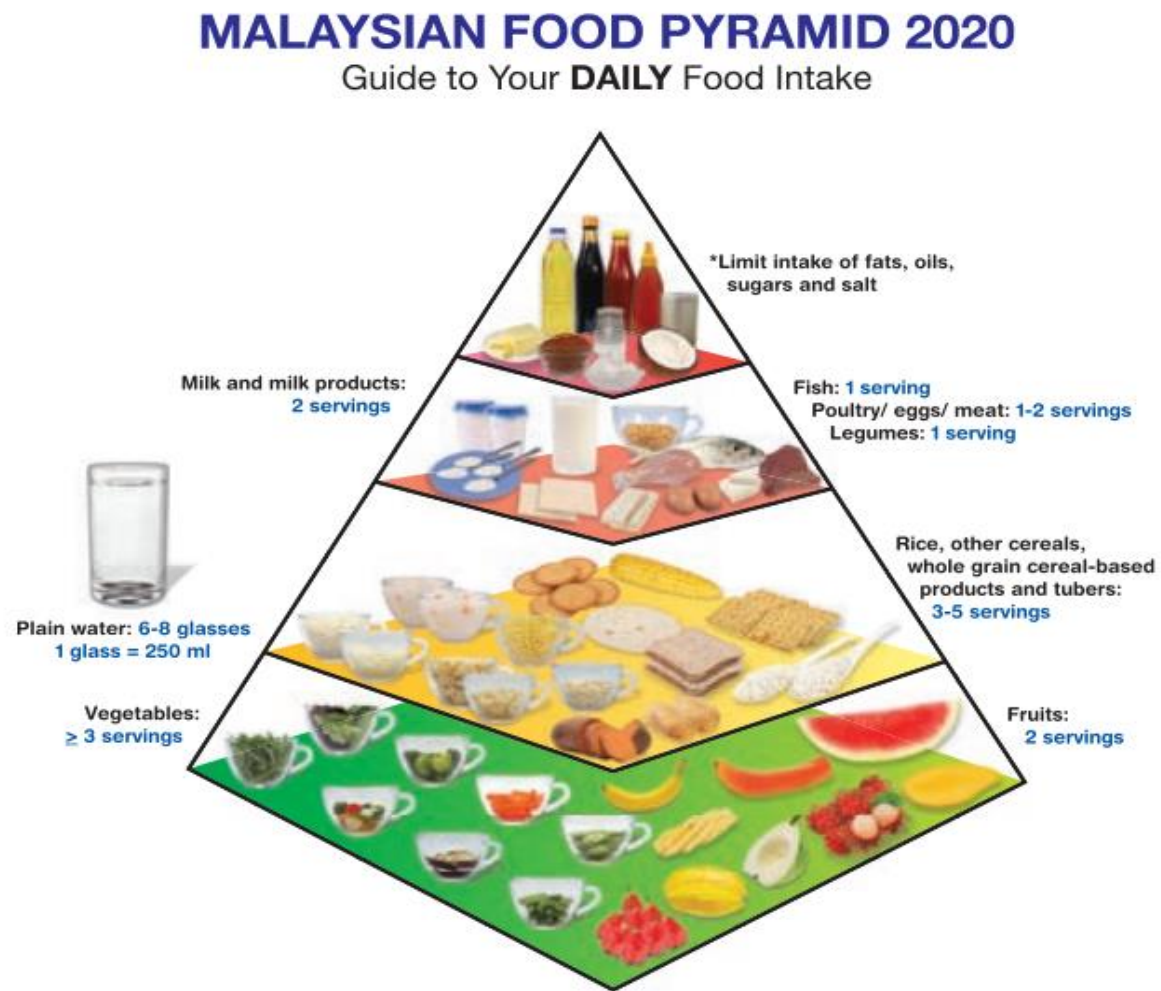 MALAYSIAN FOOD PYRAMID 2020
Guide to Your DAILY Food Intake
*Limit intake of fats, oils,
sugars and salt
Milk and milk products:
2 servings
Fish: 1 serving
Poultry/ eggs/ meat: 1-2 servings
Legumes: 1 serving
Rice, other cereals,
whole grain cereal-based
products and tubers:
3-5 servings
Plain water: 6-8 glasses
1 glass = 250 ml
Vegetables:
≥ 3 servings
Fruits:
2 servings